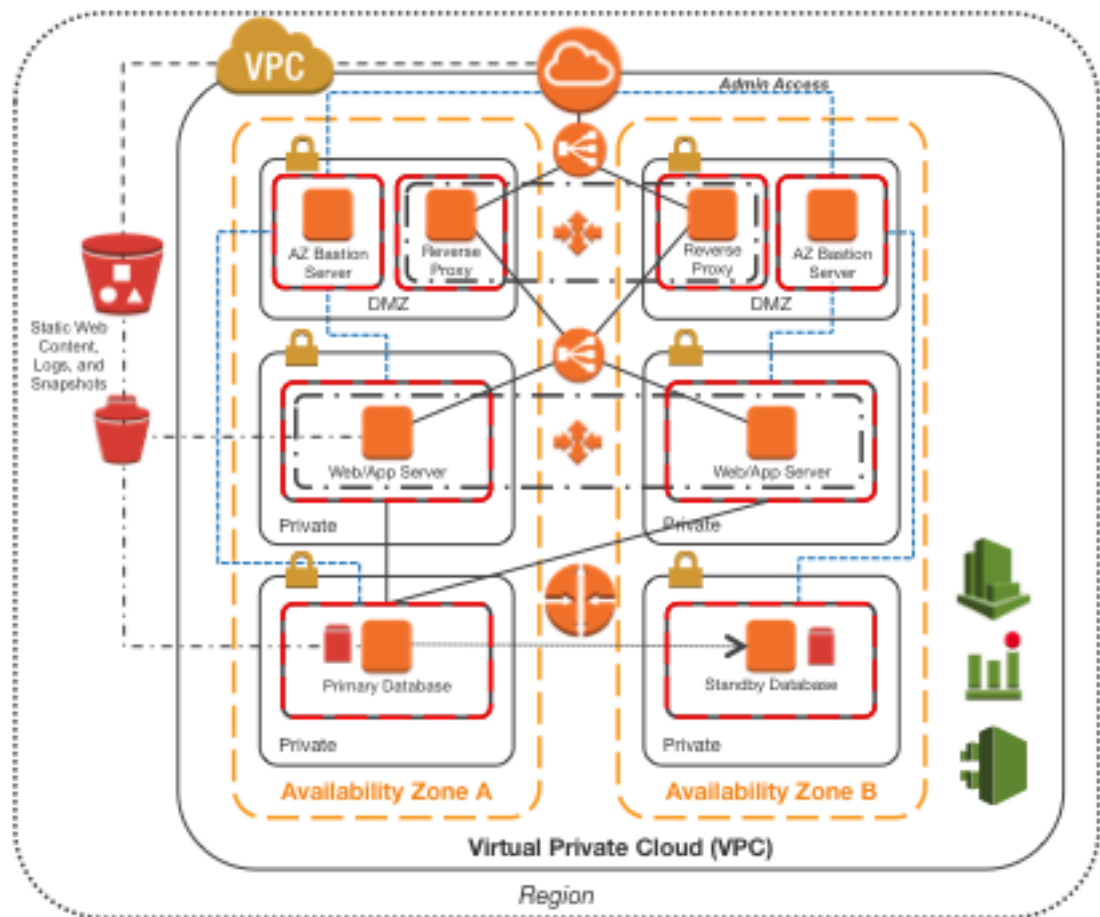 VPC
Admin Access
AZ Bastion
Server
Reverse
Proxy
DMZ
Reverse
Proxy
AZ Bastion
Server
DMZ
Static Web
Content,
Logs, and
Snapshots
Web/App Server
Private
Web/App Server
Private
Primary Database
Private
Standby Database
Private
Availability Zone A
Availability Zone B
Virtual Private Cloud (VPC)
Region